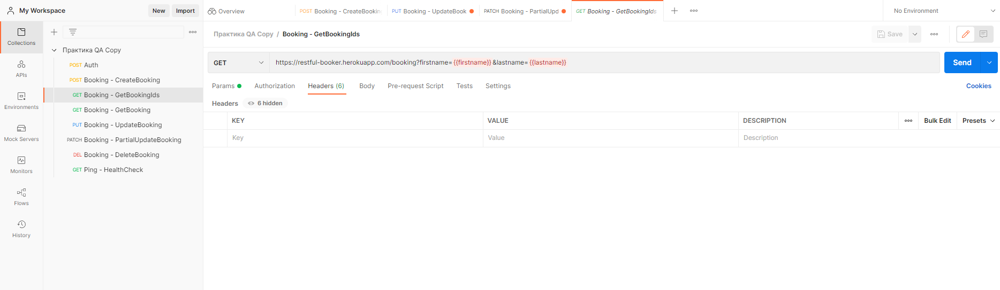 My Workspace
New
Import
Overview
POST Booking - CreateBookin
PUT Booking - UpdateBook
PATCH Booking - PartialUpd
GET Booking - GetBookingIds
No Environment
Collections
APIs
Environments
Mock Servers
Monitors
Flows
History
Практика QA Copy
POST Auth
POST Booking - CreateBooking
GET Booking - GetBookingIds
GET Booking - GetBooking
PUT Booking - UpdateBooking
PATCH Booking - PartialUpdateBooking
DEL Booking - DeleteBooking
GET Ping - HealthCheck
Практика QA Copy / Booking - GetBookingIds
Save
GET
https://restful-booker.herokuapp.com/booking?firstname={{firstname}}&lastname={{lastname}}
Send
Params
Authorization
Headers (6)
Body
Pre-request Script
Tests
Settings
Cookies
Headers
6 hidden
KEY
VALUE
DESCRIPTION
Bulk Edit
Presets
Key
Value
Description